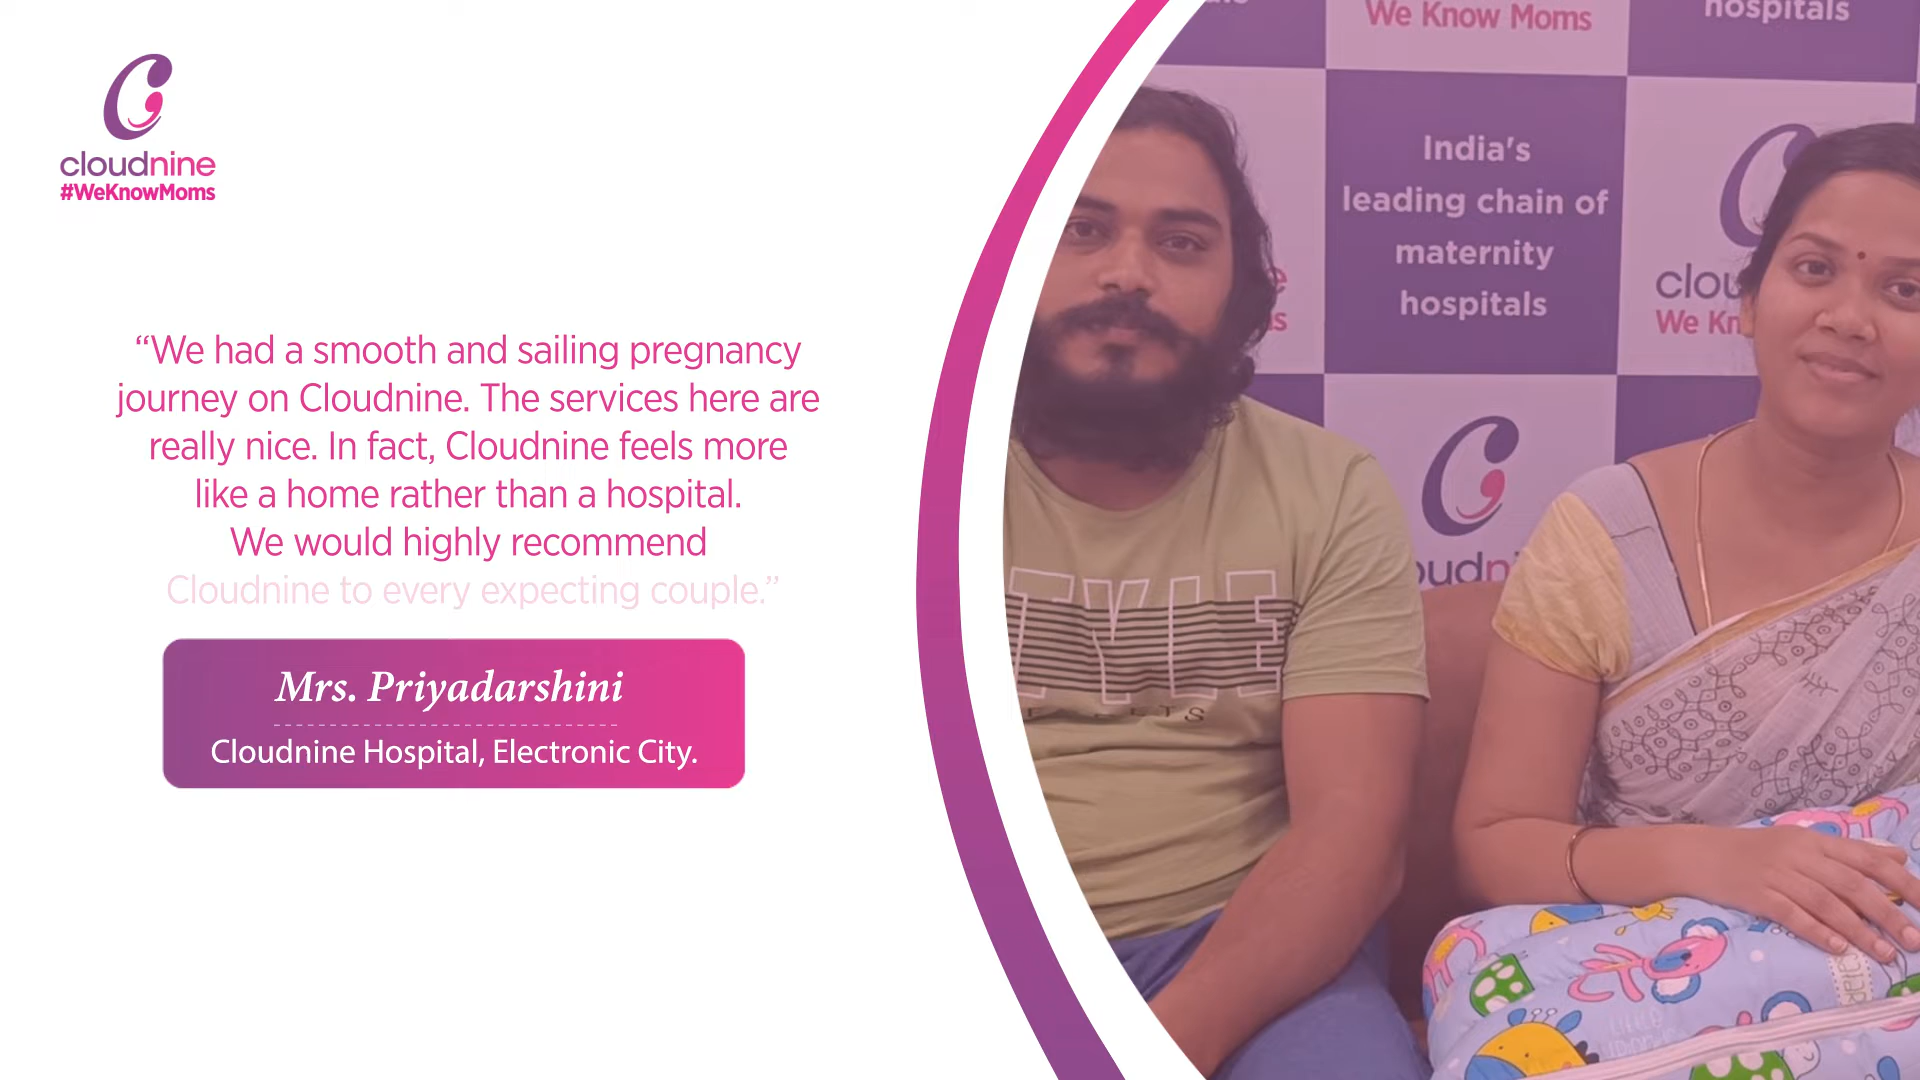 cloudnine
#WeKnowMoms
“We had a smooth and sailing pregnancy
journey on Cloudnine. The services here are
really nice. In fact, Cloudnine feels more
like a home rather than a hospital.
We would highly recommend
Cloudnine to every expecting couple.”
Mrs. Priyadarshini
Cloudnine Hospital, Electronic City.
We Know Moms
hospitals
India's
leading chain of
maternity
hospitals